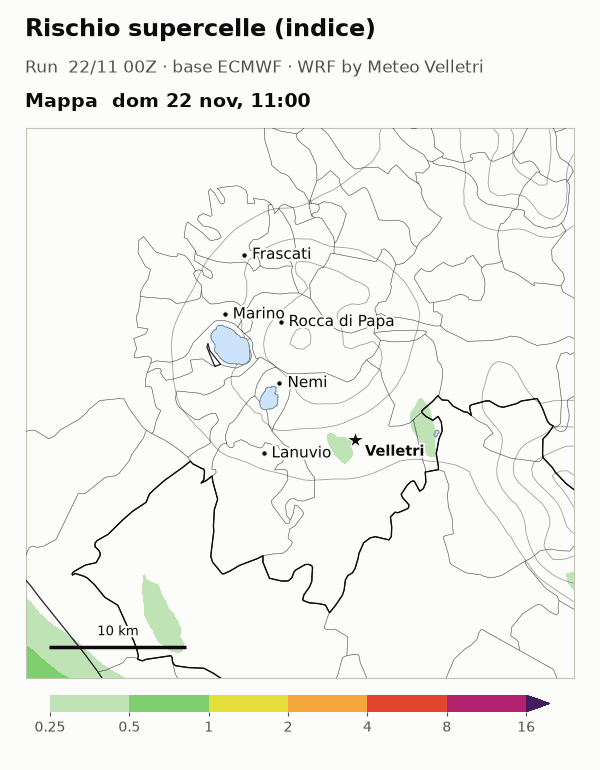 Rischio supercelle (indice)
Run  22/11 00Z · base ECMWF · WRF by Meteo Velletri
Mappa  dom 22 nov, 11:00
Frascati
Marino
Rocca di Papa
Nemi
Velletri
Lanuvio
10 km
0.25 0.5 1 2 4 8 16